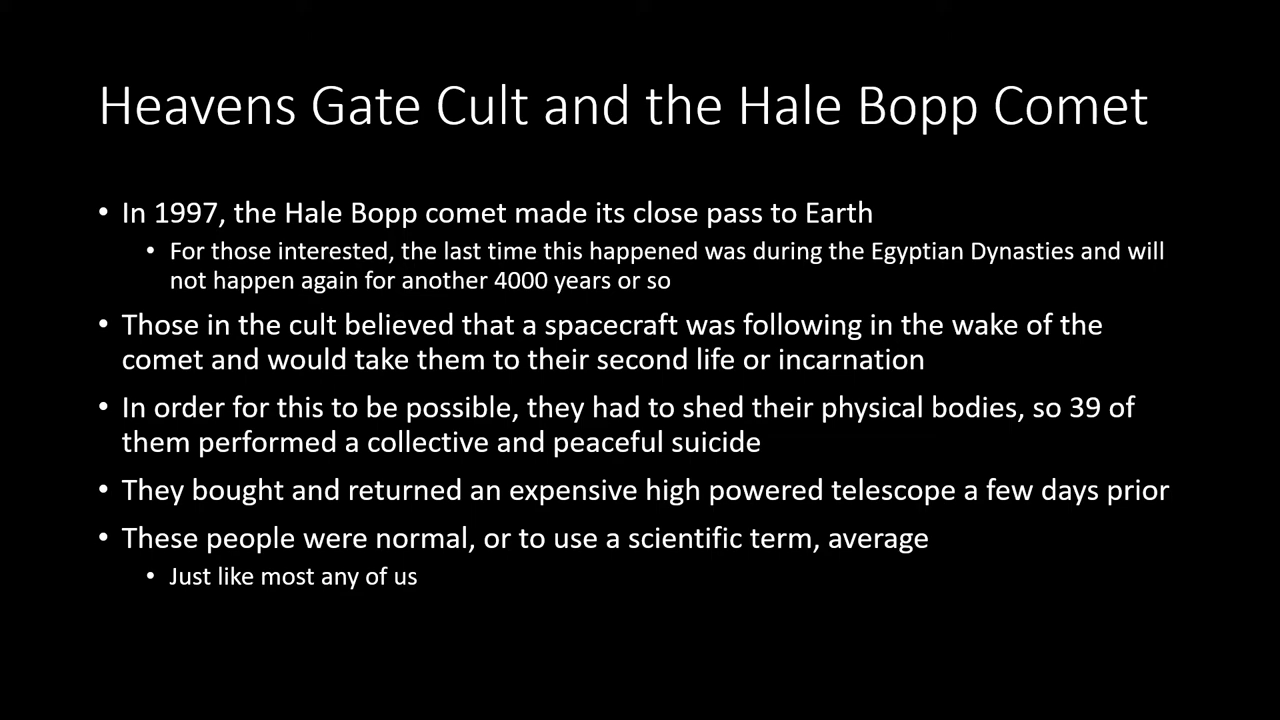 Heavens Gate Cult and the Hale Bopp Comet
• In 1997, the Hale Bopp comet made its close pass to Earth
• For those interested, the last time this happened was during the Egyptian Dynasties and will
not happen again for another 4000 years or so
• Those in the cult believed that a spacecraft was following in the wake of the
comet and would take them to their second life or incarnation
• In order for this to be possible, they had to shed their physical bodies, so 39 of
them performed a collective and peaceful suicide
• They bought and returned an expensive high powered telescope a few days prior
• These people were normal, or to use a scientific term, average
• Just like most any of us